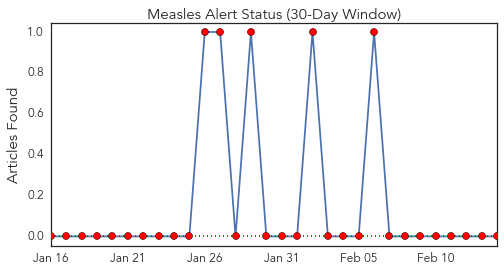 Measles Alert Status (30-Day Window)
Articles Found
1.0
0.8
0.6
0.4
0.2
0.0
Jan 16 Jan 21 Jan 26 Jan 31 Feb 05 Feb 10